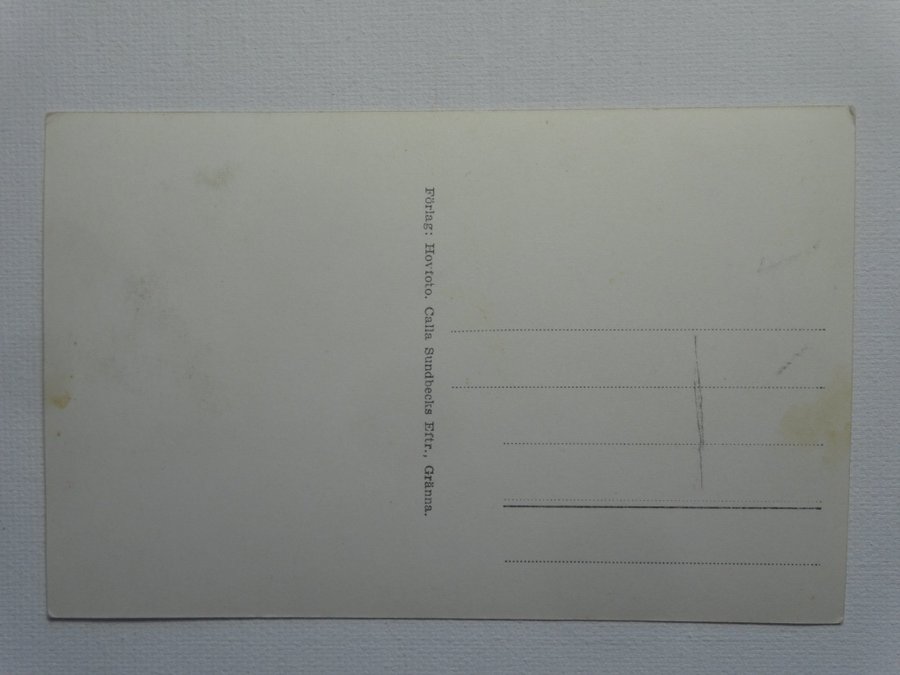 Förlag: Hovfoto. Calla Sundbecks Eftr., Gränna.